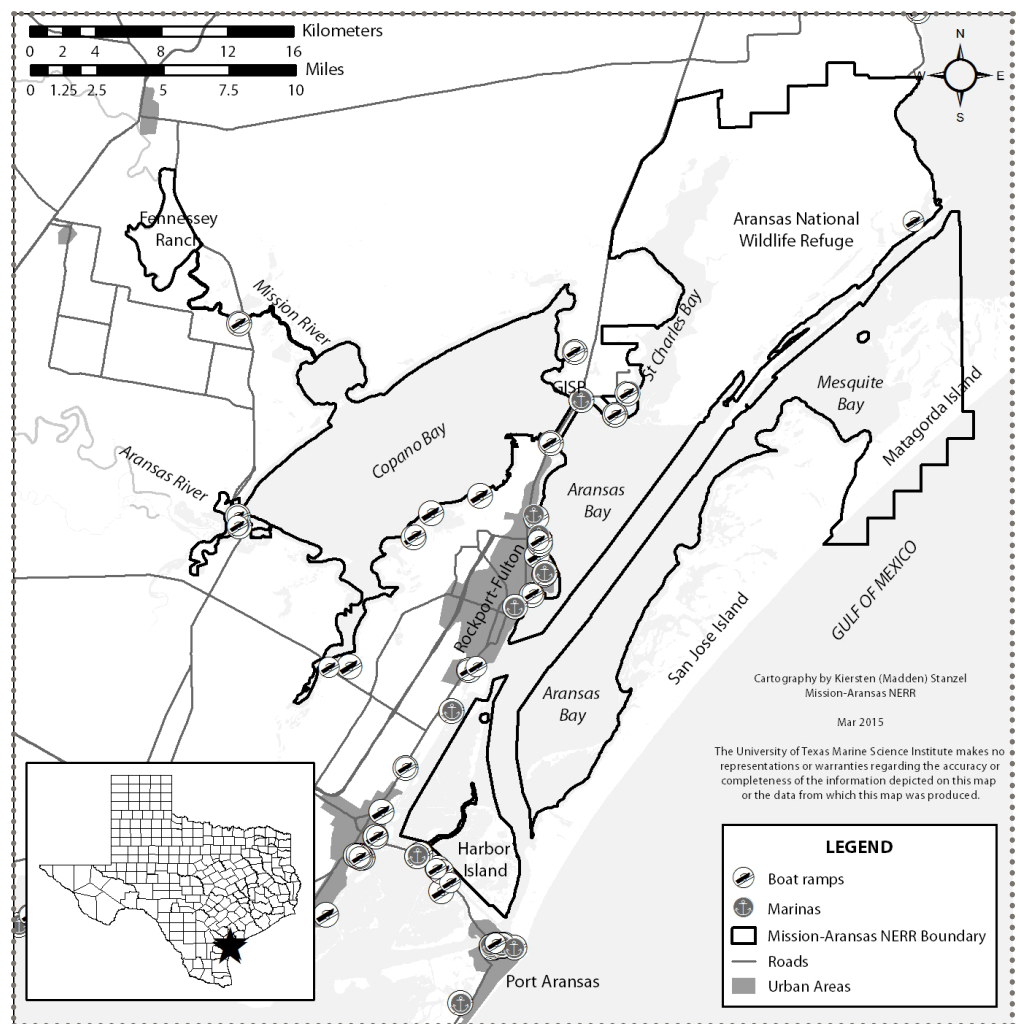 Kilometers
0 2 4 8 12 16
Miles
0 1.25 2.5 5 7.5 10
N
W E
S
Fennessey
Ranch
Aransas National
Wildlife Refuge
Mission River
St Charles Bay
GISP
Mesquite
Bay
Matagorda Island
Copano Bay
Aransas River
Aransas
Bay
Rockport-Fulton
GULF OF MEXICO
San Jose Island
Aransas
Bay
Cartography by Kiersten (Madden) Stanzel
Mission-Aransas NERR
Mar 2015
The University of Texas Marine Science Institute makes no
representations or warranties regarding the accuracy or
completeness of the information depicted on this map
or the data from which this map was produced.
Harbor
Island
Port Aransas
LEGEND
Boat ramps
Marinas
Mission-Aransas NERR Boundary
Roads
Urban Areas